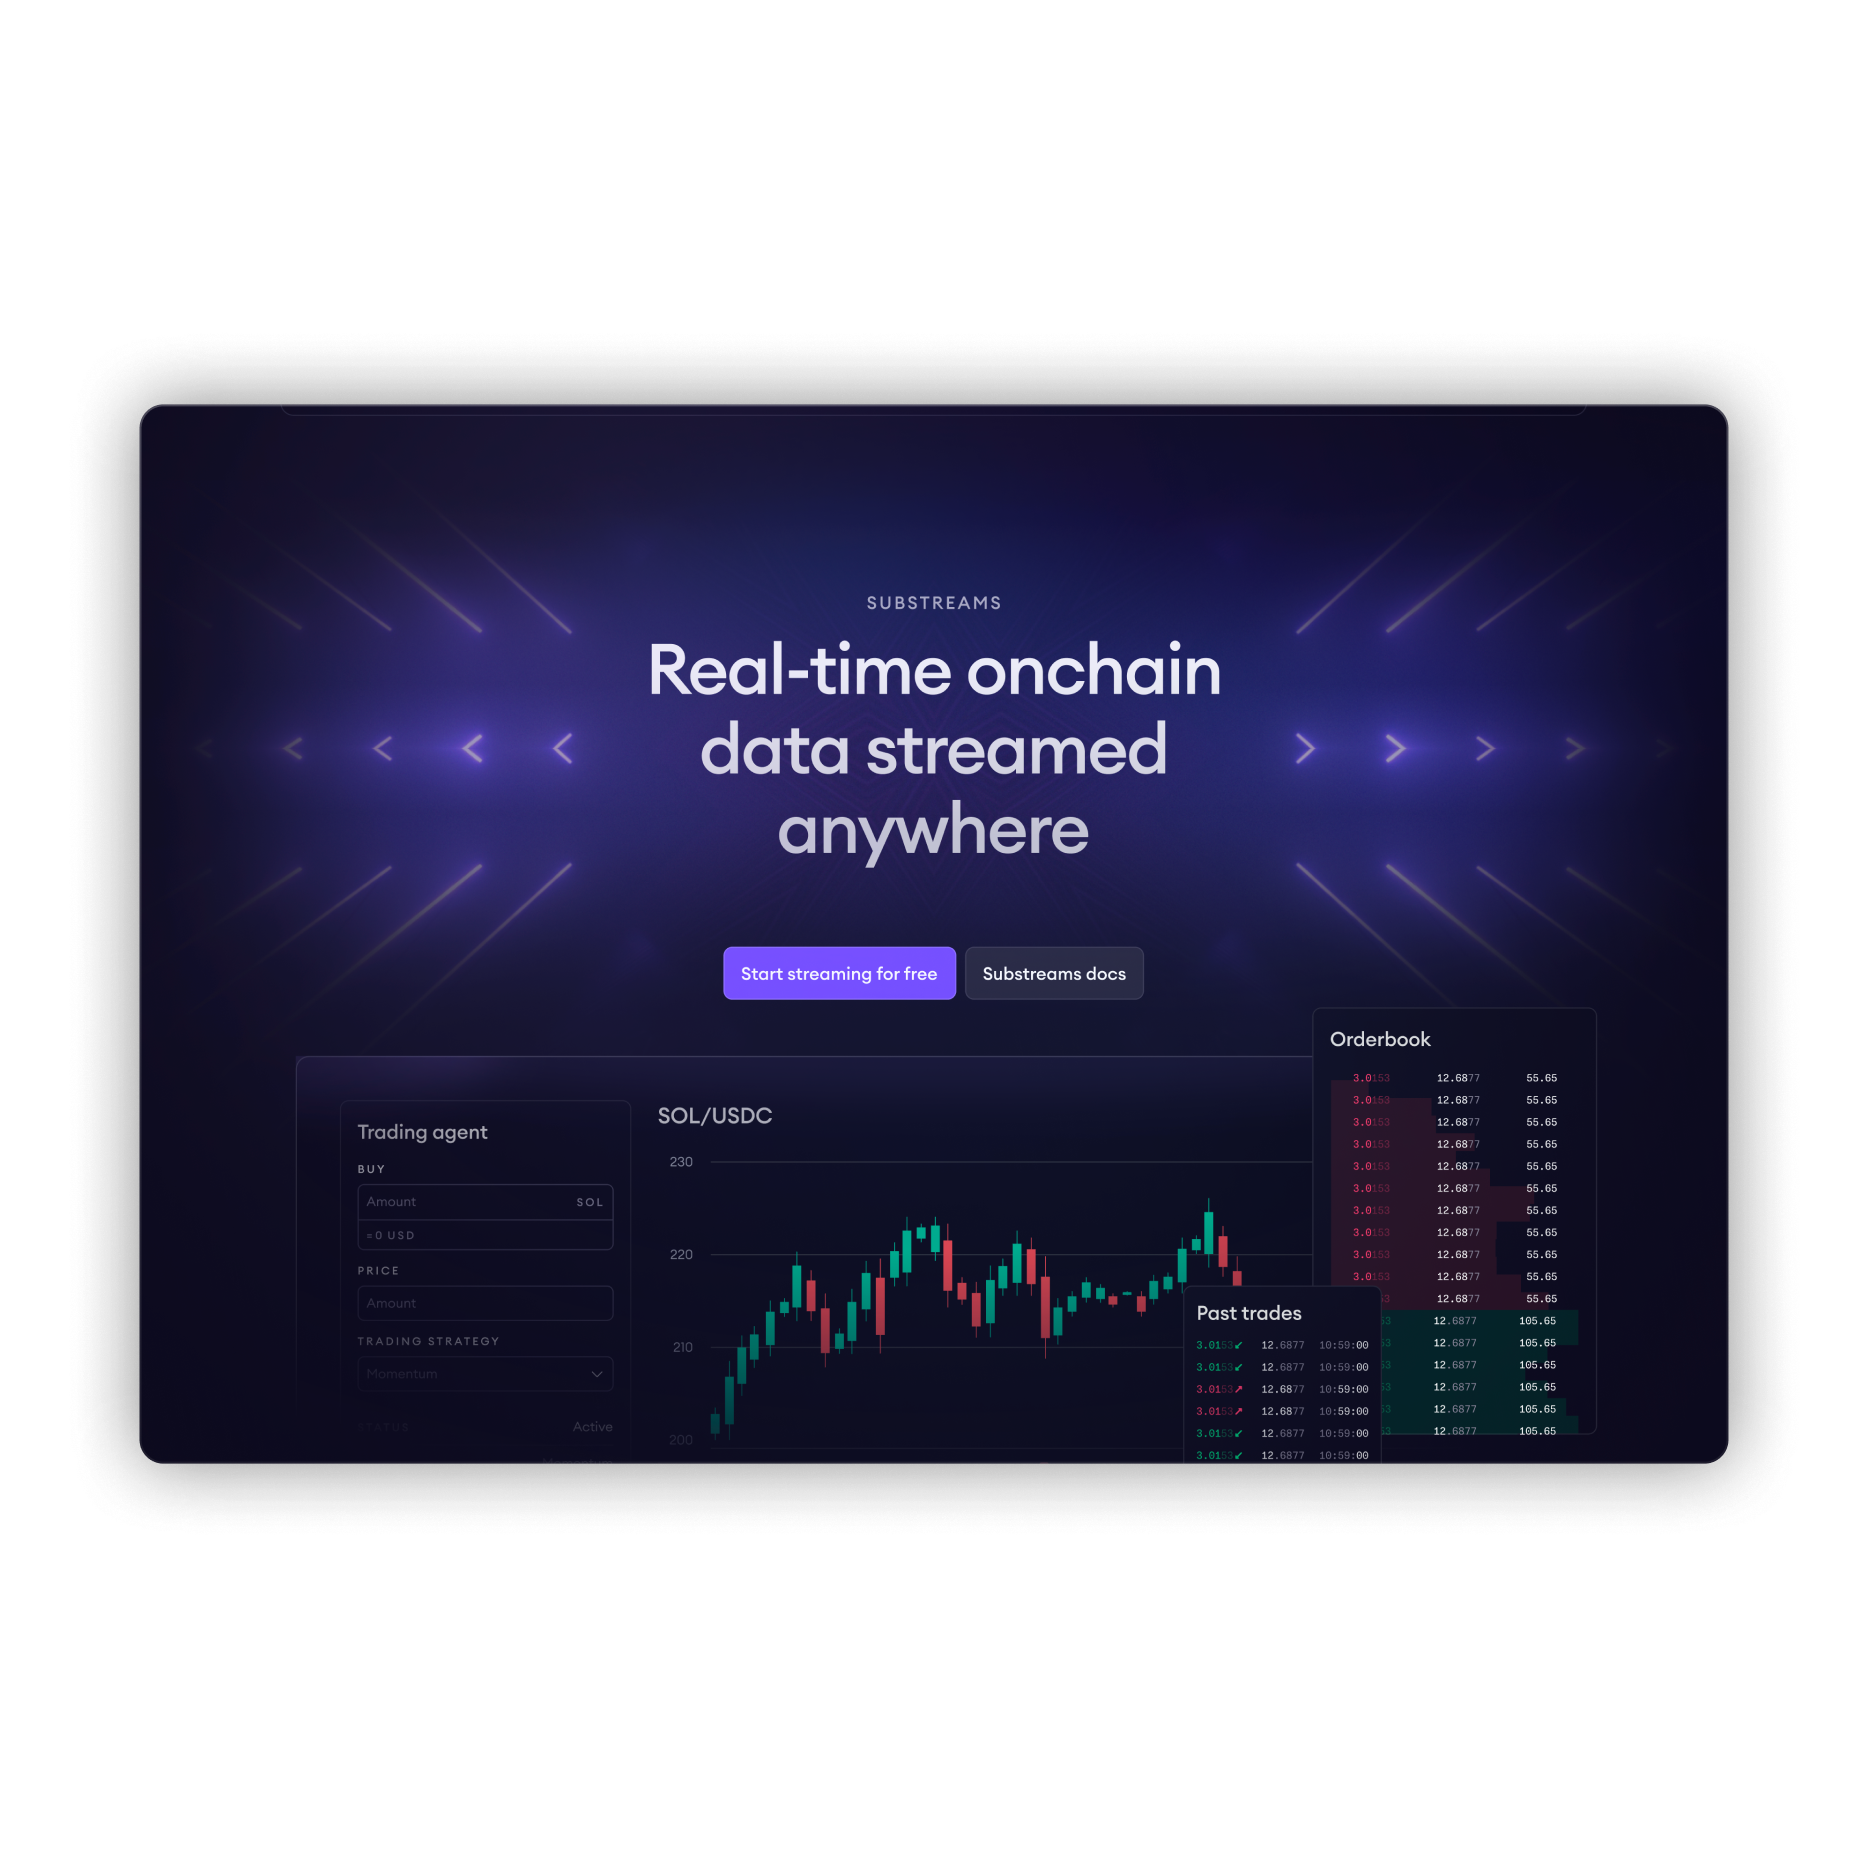 SUBSTREAMS
Real-time onchain
data streamed
anywhere
Start streaming for free
Substreams docs
Trading agent
BUY
Amount SOL
≈0 USD
PRICE
Amount
TRADING STRATEGY
Momentum
STATUS Active
SOL/USDC
230
220
210
200
Orderbook
3.0153 12.6877 55.65
3.0153 12.6877 55.65
3.0153 12.6877 55.65
3.0153 12.6877 55.65
3.0153 12.6877 55.65
3.0153 12.6877 55.65
3.0153 12.6877 55.65
3.0153 12.6877 55.65
3.0153 12.6877 55.65
3.0153 12.6877 55.65
53 12.6877 55.65
53 12.6877 105.65
53 12.6877 105.65
53 12.6877 105.65
53 12.6877 105.65
53 12.6877 105.65
53 12.6877 105.65
Past trades
3.0153↙ 12.6877 10:59:00
3.0153↙ 12.6877 10:59:00
3.0153↗ 12.6877 10:59:00
3.0153↗ 12.6877 10:59:00
3.0153↙ 12.6877 10:59:00
3.0153↙ 12.6877 10:59:00